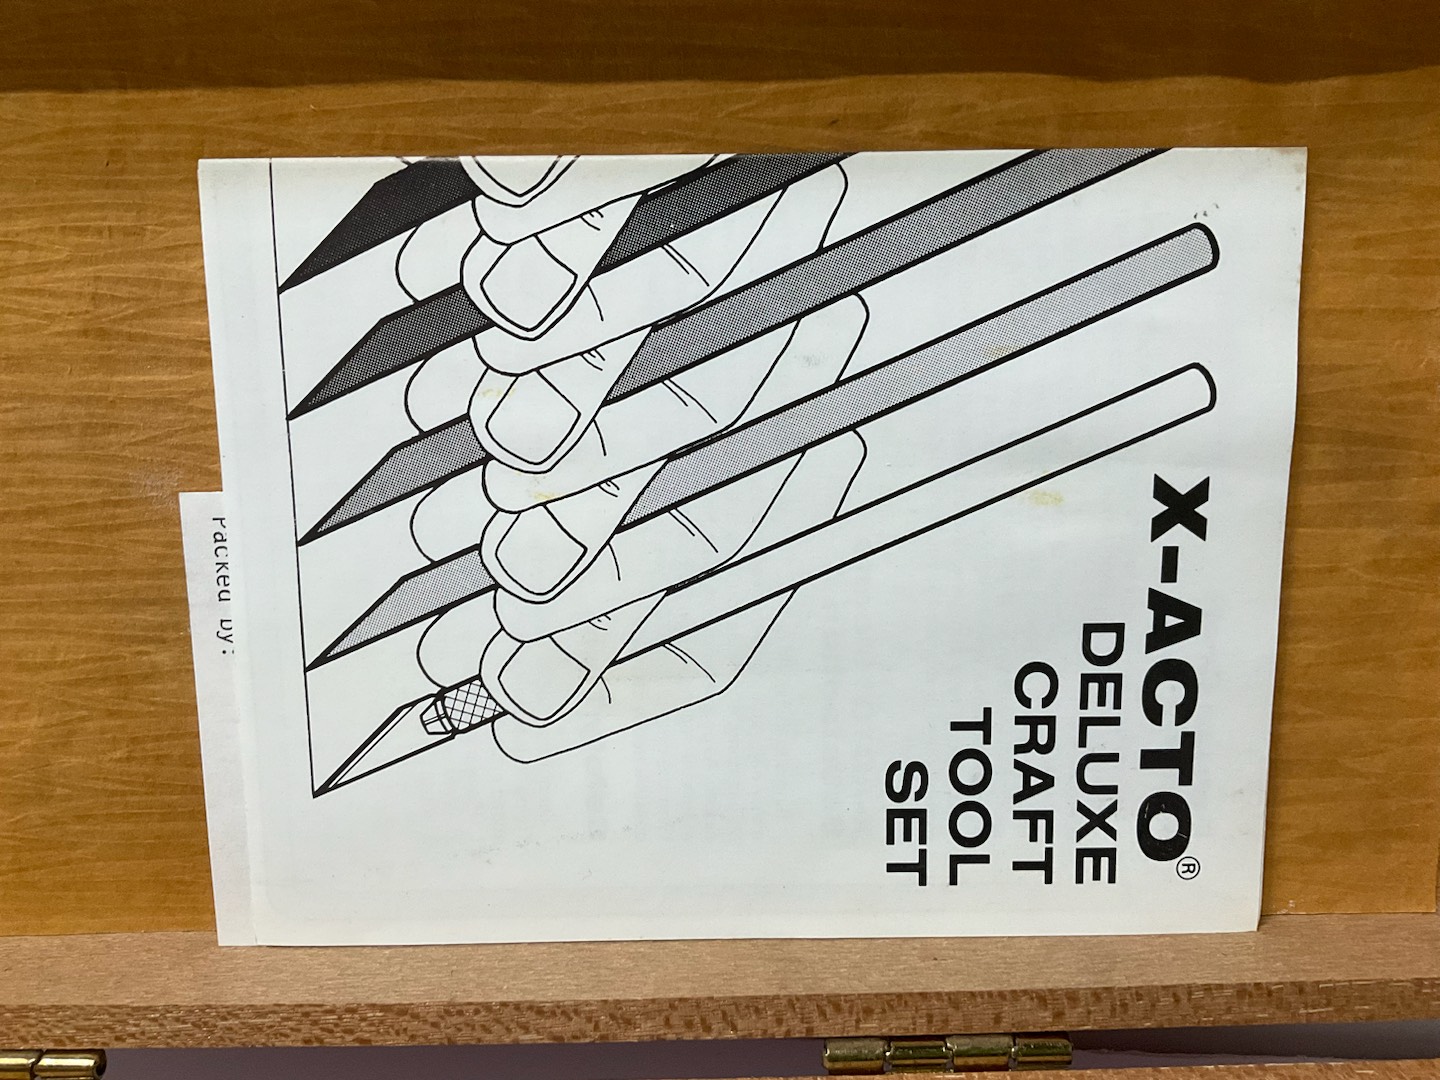 X-ACTO®
DELUXE
CRAFT
TOOL
SET
Packed by: